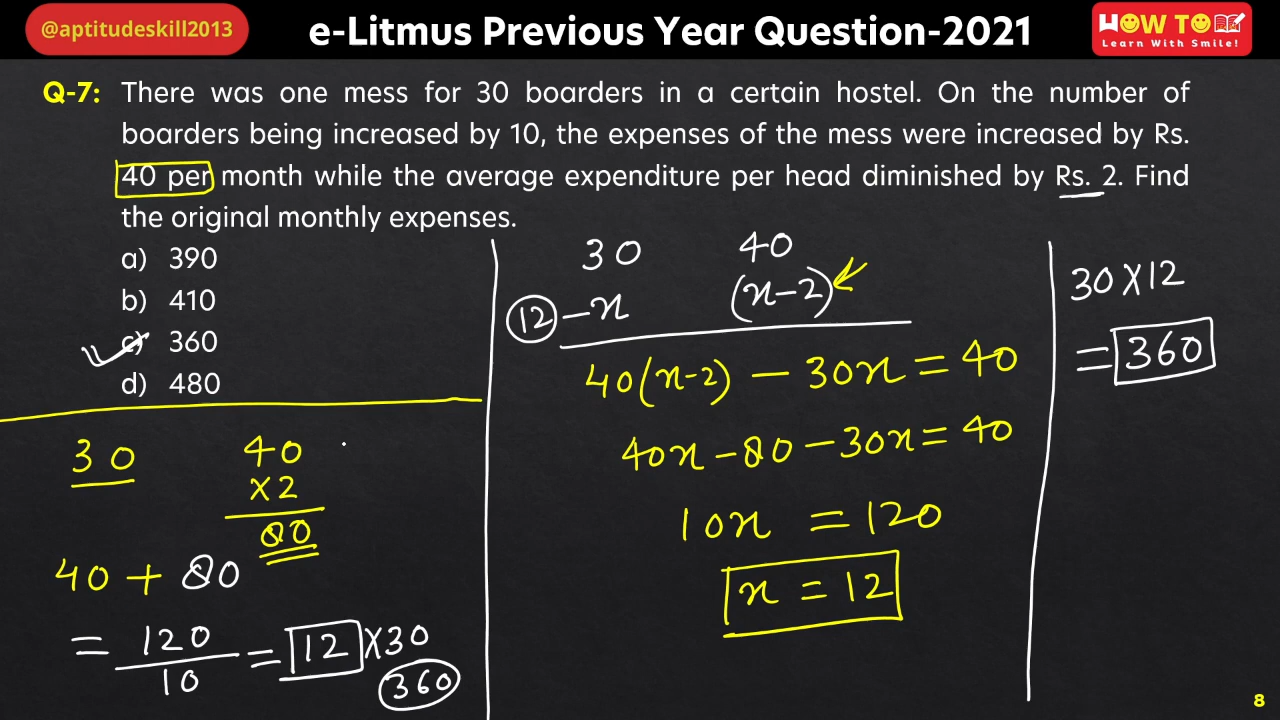 @aptitudeskill2013
e-Litmus Previous Year Question-2021
HOW TO
Learn With Smile!
Q-7: There was one mess for 30 boarders in a certain hostel. On the number of
boarders being increased by 10, the expenses of the mess were increased by Rs.
40 per month while the average expenditure per head diminished by Rs. 2. Find
the original monthly expenses.
a) 390
b) 410
c) 360
d) 480
30 40
×2
80
40 + 80
= 120/10 = 12 ×30
360
30 40
12 – x (x-2)
40(x-2) – 30x = 40
40x – 80 – 30x = 40
10x = 120
x = 12
30×12
= 360
8